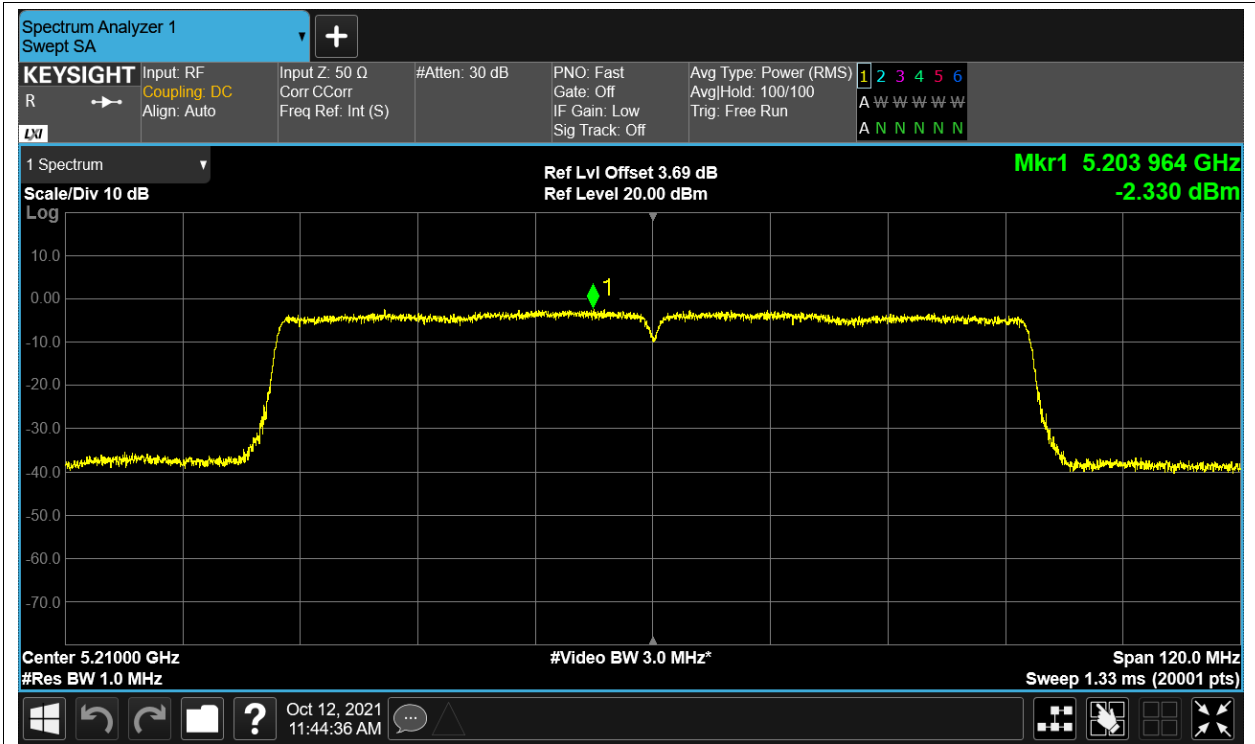 Spectrum Analyzer 1
Swept SA
KEYSIGHT
R
LXI
Input: RF
Coupling: DC
Align: Auto
Input Z: 50 Ω
Corr CCorr
Freq Ref: Int (S)
#Atten: 30 dB
PNO: Fast
Gate: Off
IF Gain: Low
Sig Track: Off
Avg Type: Power (RMS)
Avg|Hold: 100/100
Trig: Free Run
1 2 3 4 5 6
A W W W W W
A N N N N N
1 Spectrum
Scale/Div 10 dB
Log
Ref Lvl Offset 3.69 dB
Ref Level 20.00 dBm
Mkr1 5.203 964 GHz
-2.330 dBm
1
10.0
0.00
-10.0
-20.0
-30.0
-40.0
-50.0
-60.0
-70.0
Center 5.21000 GHz
#Res BW 1.0 MHz
#Video BW 3.0 MHz*
Span 120.0 MHz
Sweep 1.33 ms (20001 pts)
?
Oct 12, 2021
11:44:36 AM